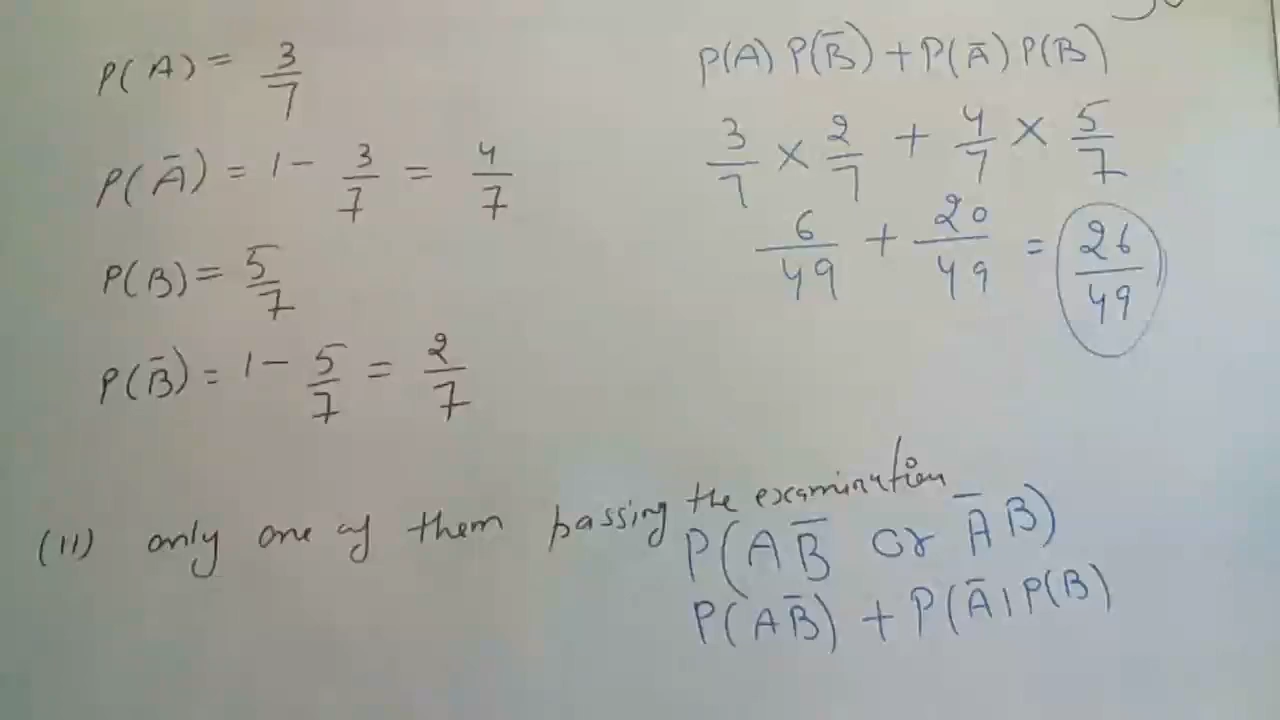 P(A) = 3/7
P(Ā) = 1 - 3/7 = 4/7
P(B) = 5/7
P(B̄) = 1 - 5/7 = 2/7
(11) only one of them passing the examination
P(AB̄ or ĀB)
P(AB̄) + P(Ā) P(B)
P(A) P(B̄) + P(Ā) P(B)
3/7 × 2/7 + 4/7 × 5/7
6/49 + 20/49 = 26/49